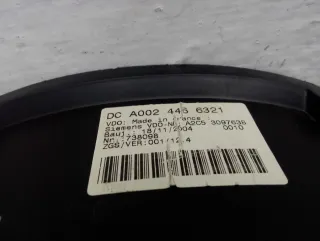 DC A002 446 6321
VDO: Made in France
Siemens VDO-Nr: A2C5 3097636
Bauj.: 18/11/2004 0010
Nr.:738098
ZGS/VER:001/12.4